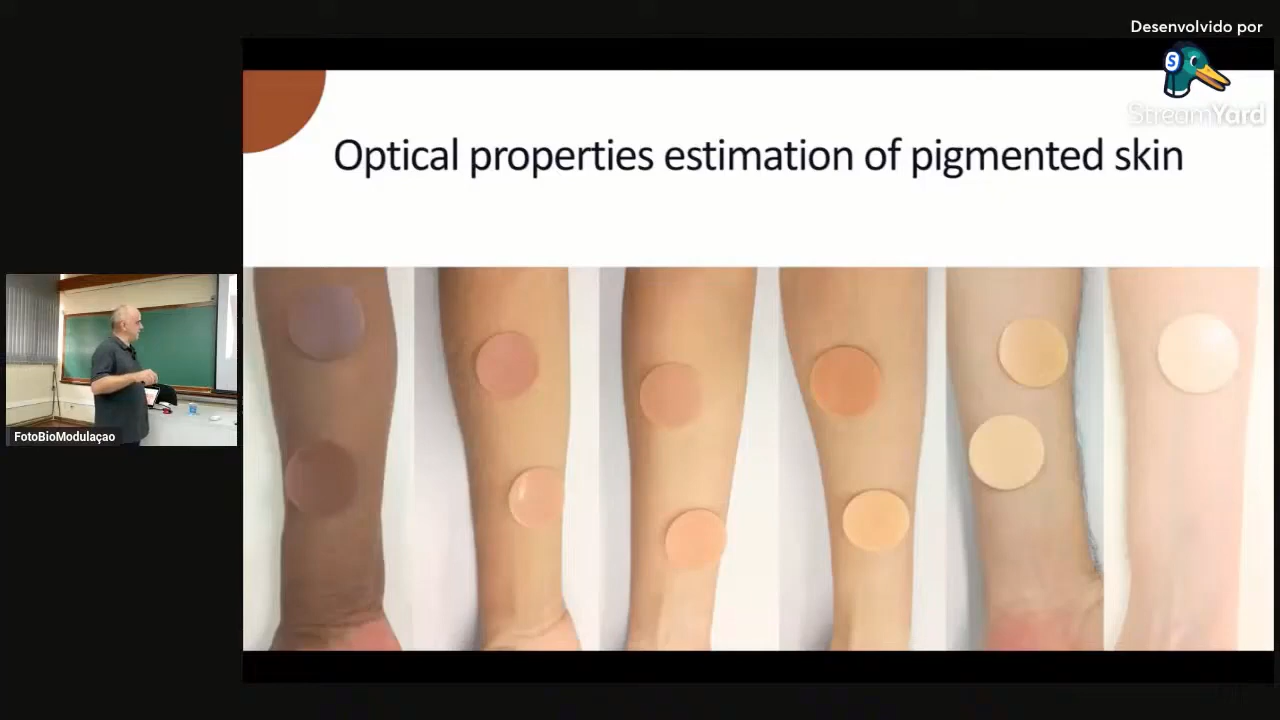 Desenvolvido por
S
StreamYard
Optical properties estimation of pigmented skin
FotoBioModulaçao